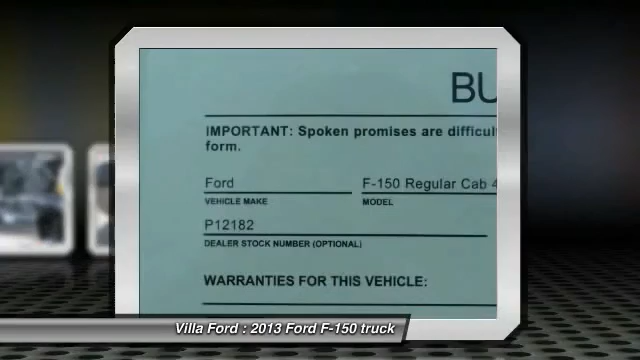 BU
IMPORTANT: Spoken promises are difficul
form.
Ford F-150 Regular Cab 4
VEHICLE MAKE MODEL
P12182
DEALER STOCK NUMBER (OPTIONAL)
WARRANTIES FOR THIS VEHICLE:
Villa Ford : 2013 Ford F-150 truck